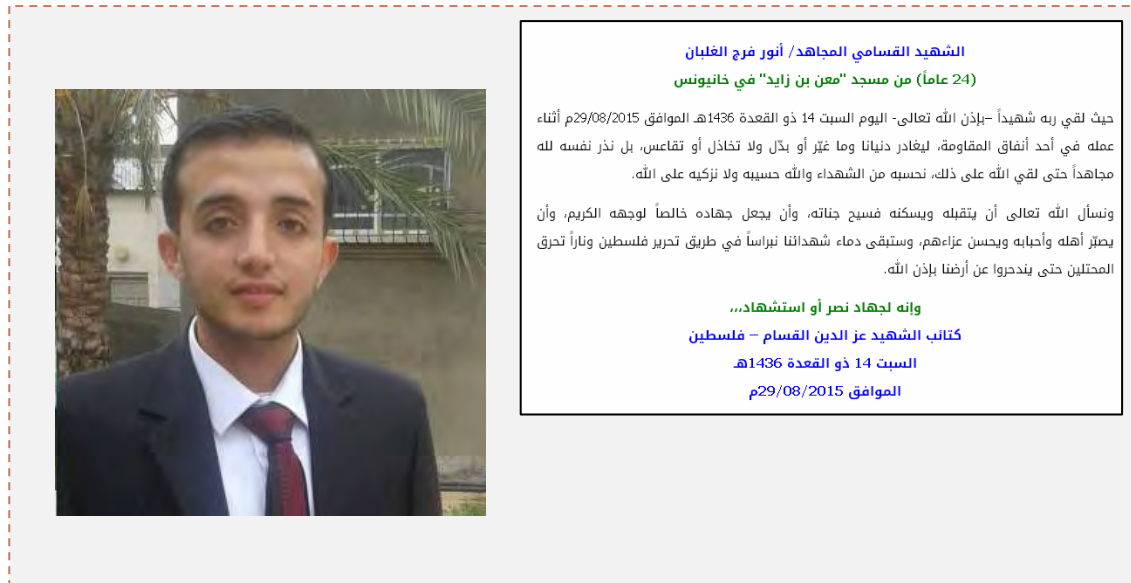 الشهيد القسامي المجاهد/ أنور فرج الغلبان
(24 عاماً) من مسجد "معن بن زايد" في خانيونس
حيث لقي ربه شهيداً –بإذن الله تعالى- اليوم السبت 14 ذو القعدة 1436هـ الموافق 29/08/2015م أثناء
عمله في أحد أنفاق المقاومة، ليغادر دنيانا وما غيّر أو بدّل ولا تخاذل أو تقاعس، بل نذر نفسه لله
مجاهداً حتى لقي الله على ذلك، نحسبه من الشهداء والله حسيبه ولا نزكيه على الله.
ونسأل الله تعالى أن يتقبله ويسكنه فسيح جناته، وأن يجعل جهاده خالصاً لوجهه الكريم، وأن
يصبّر أهله وأحبابه ويحسن عزاءهم، وستبقى دماء شهدائنا نبراساً في طريق تحرير فلسطين وناراً تحرق
المحتلين حتى يندحروا عن أرضنا بإذن الله.
وإنه لجهاد نصر أو استشهاد،،،
كتائب الشهيد عز الدين القسام – فلسطين
السبت 14 ذو القعدة 1436هـ
الموافق 29/08/2015م